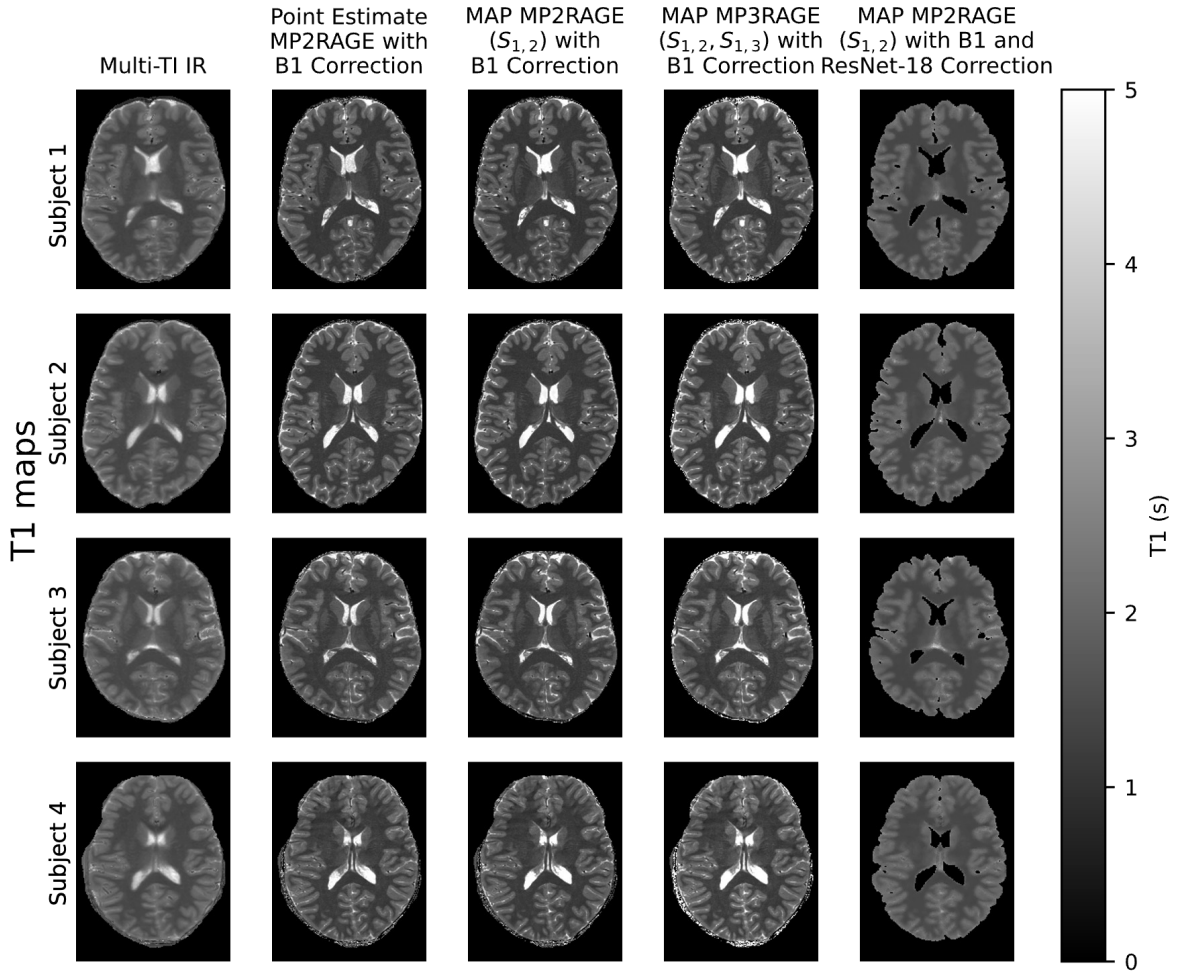 Point Estimate
MP2RAGE with
B1 Correction
MAP MP2RAGE
(S1, 2) with
B1 Correction
MAP MP3RAGE
(S1, 2, S1, 3) with
B1 Correction
MAP MP2RAGE
(S1, 2) with B1 and
ResNet-18 Correction
Multi-TI IR
T1 maps
Subject 1
Subject 2
Subject 3
Subject 4
5
4
3
2
1
0
T1 (s)